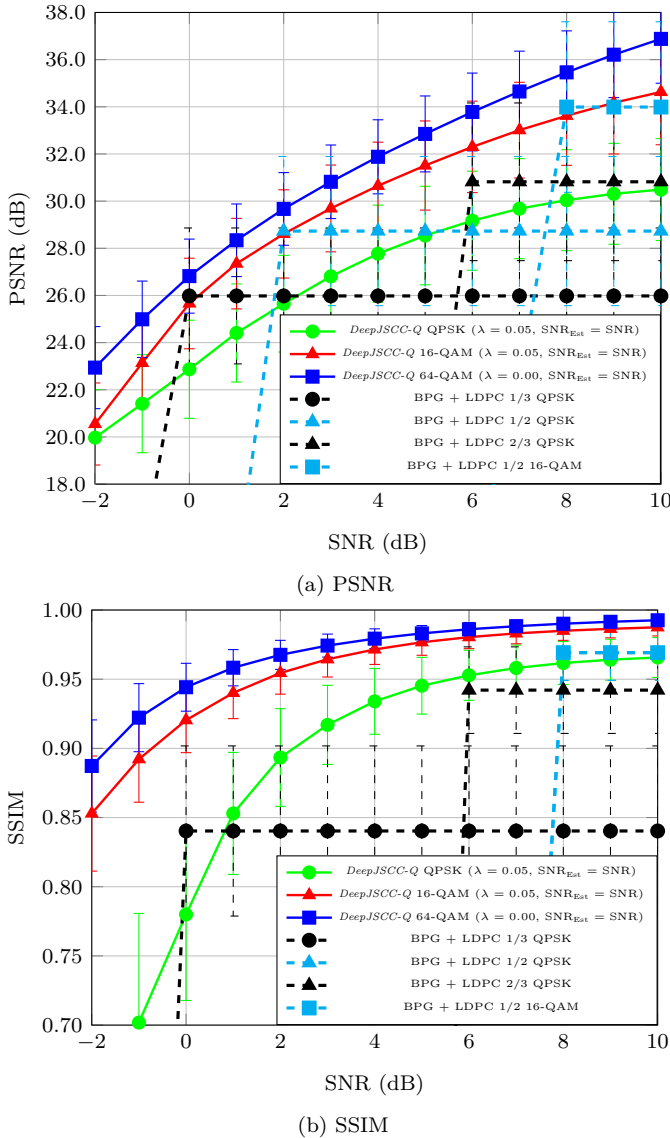 38.0
36.0
34.0
32.0
30.0
28.0
26.0
24.0
22.0
20.0
18.0
PSNR (dB)
DeepJSCC-Q QPSK (λ = 0.05, SNR_Est = SNR)
DeepJSCC-Q 16-QAM (λ = 0.05, SNR_Est = SNR)
DeepJSCC-Q 64-QAM (λ = 0.00, SNR_Est = SNR)
BPG + LDPC 1/3 QPSK
BPG + LDPC 1/2 QPSK
BPG + LDPC 2/3 QPSK
BPG + LDPC 1/2 16-QAM
−2 0 2 4 6 8 10
SNR (dB)
(a) PSNR
1.00
0.95
0.90
0.85
0.80
0.75
0.70
SSIM
DeepJSCC-Q QPSK (λ = 0.05, SNR_Est = SNR)
DeepJSCC-Q 16-QAM (λ = 0.05, SNR_Est = SNR)
DeepJSCC-Q 64-QAM (λ = 0.00, SNR_Est = SNR)
BPG + LDPC 1/3 QPSK
BPG + LDPC 1/2 QPSK
BPG + LDPC 2/3 QPSK
BPG + LDPC 1/2 16-QAM
−2 0 2 4 6 8 10
SNR (dB)
(b) SSIM